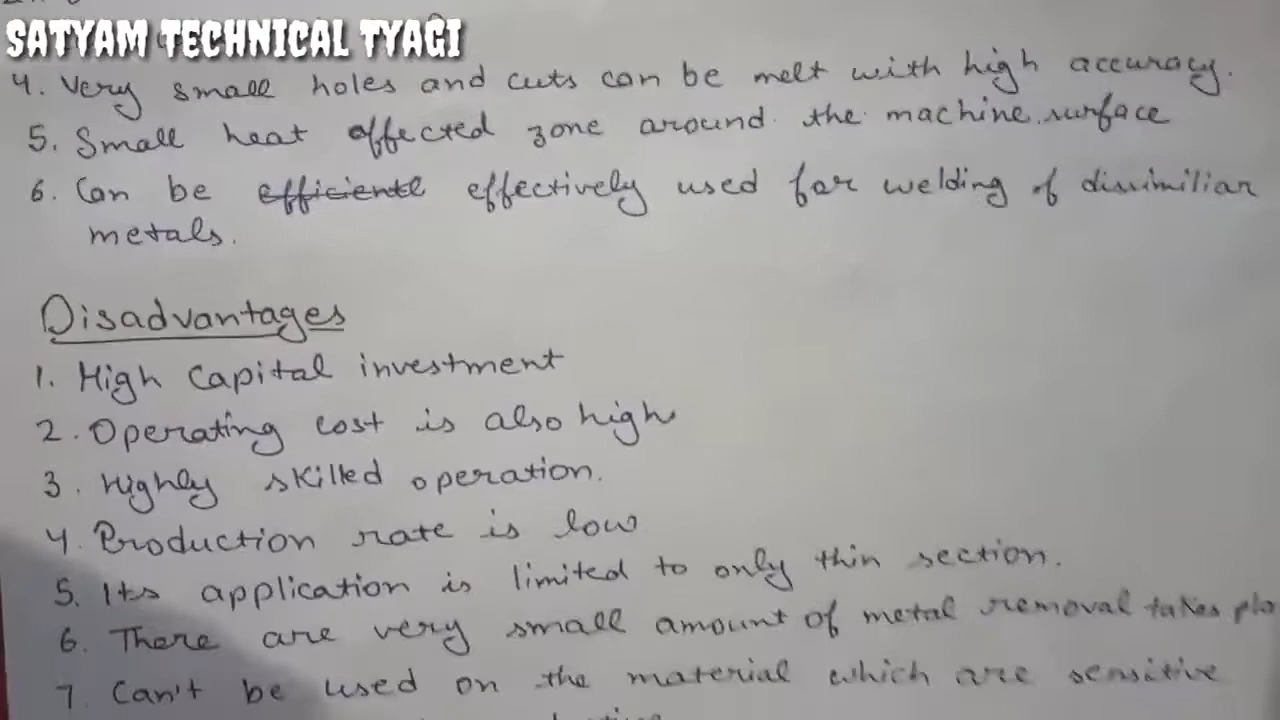 SATYAM TECHNICAL TYAGI
4. Very small holes and cuts can be melt with high accuracy.
5. Small heat affected zone around the machine surface
6. Can be efficientl effectively used for welding of dissimiliar
metals.
Disadvantages
1. High Capital investment
2. Operating cost is also high
3. Highly skilled operation.
4. Production rate is low
5. Its application is limited to only thin section.
6. There are very small amount of metal removal takes pla
7. Can't be used on the material which are sensitive